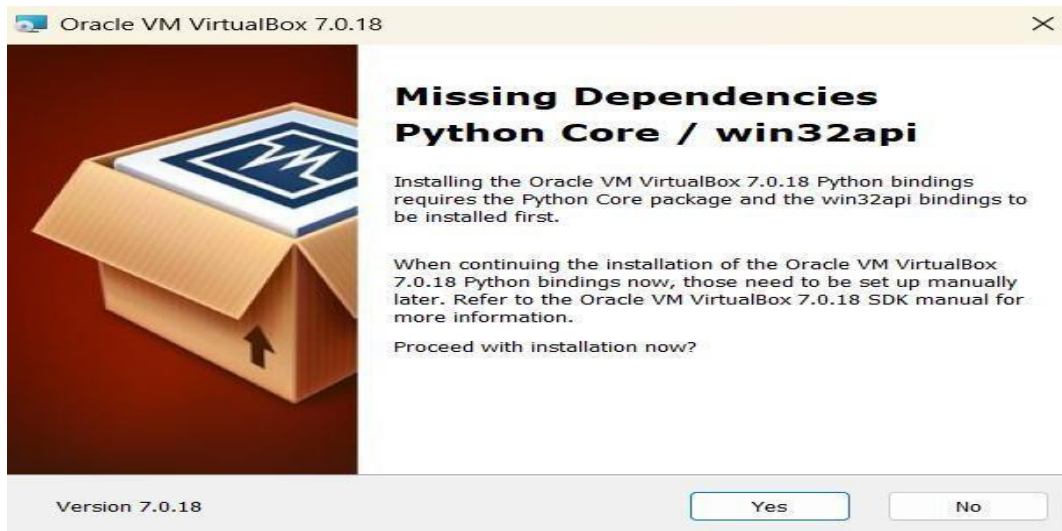 Oracle VM VirtualBox 7.0.18
Missing Dependencies
Python Core / win32api
Installing the Oracle VM VirtualBox 7.0.18 Python bindings
requires the Python Core package and the win32api bindings to
be installed first.
When continuing the installation of the Oracle VM VirtualBox
7.0.18 Python bindings now, those need to be set up manually
later. Refer to the Oracle VM VirtualBox 7.0.18 SDK manual for
more information.
Proceed with installation now?
Version 7.0.18
Yes
No